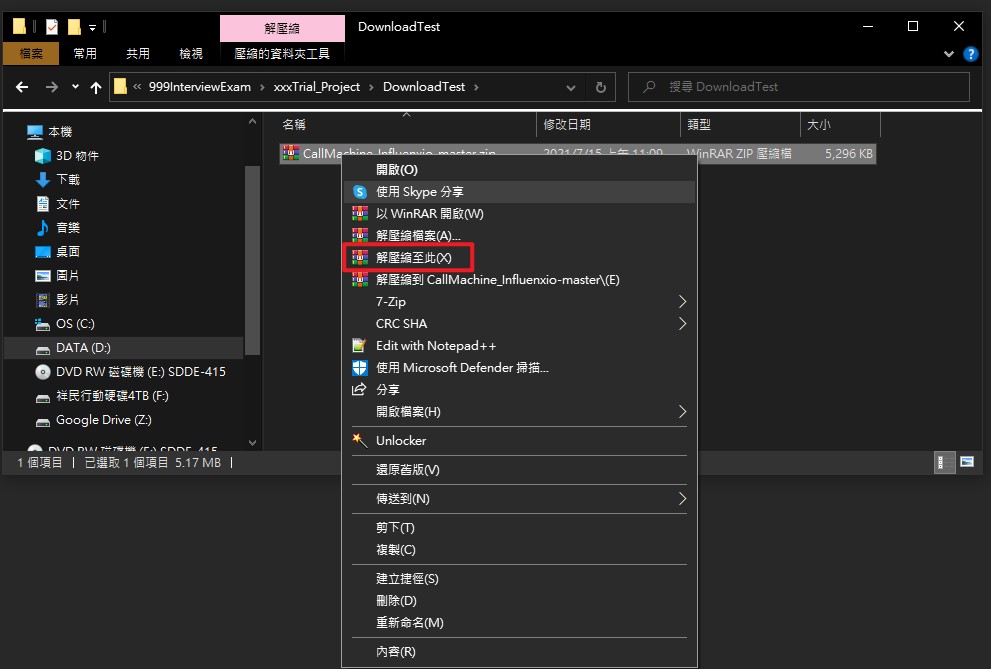 解壓縮
DownloadTest
檔案
常用
共用
檢視
壓縮的資料夾工具
999InterviewExam
xxxTrial_Project
DownloadTest
搜尋 DownloadTest
本機
3D 物件
下載
文件
音樂
桌面
圖片
影片
OS (C:)
DATA (D:)
DVD RW 磁碟機 (E:) SDDE-415
祥民行動硬碟4TB (F:)
Google Drive (Z:)
DVD RW 磁碟機 (E:) SDDE-415
名稱
修改日期
類型
大小
CallMachine_Influenxio-master.zip
2021/7/15 上午 11:09
WinRAR ZIP 壓縮檔
5,296 KB
開啟(O)
使用 Skype 分享
以 WinRAR 開啟(W)
解壓縮檔案(A)...
解壓縮至此(X)
解壓縮到 CallMachine_Influenxio-master\(E)
7-Zip
CRC SHA
Edit with Notepad++
使用 Microsoft Defender 掃描...
分享
開啟檔案(H)
Unlocker
還原舊版(V)
傳送到(N)
剪下(T)
複製(C)
建立捷徑(S)
刪除(D)
重新命名(M)
內容(R)
1 個項目
已選取 1 個項目 5.17 MB